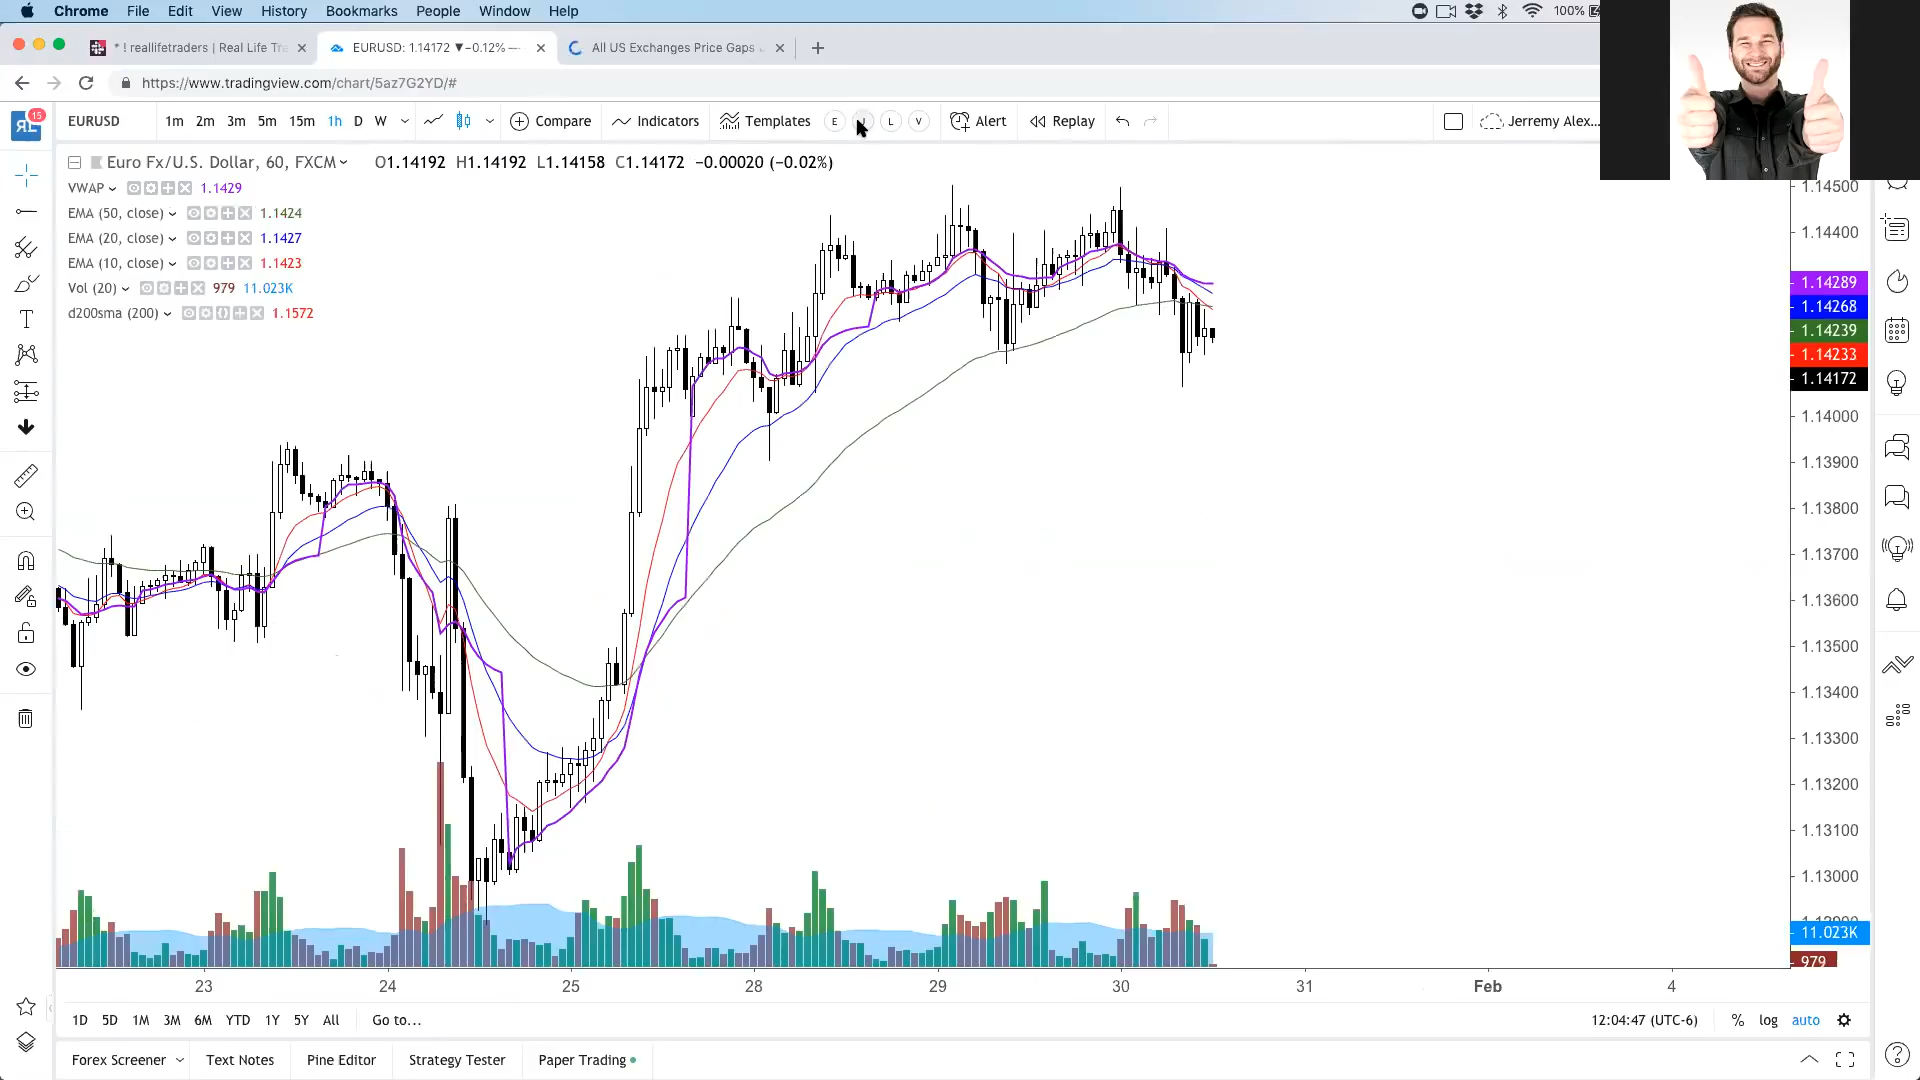 Chrome File Edit View History Bookmarks People Window Help 100%
* ! reallifetraders | Real Life Tra
EURUSD: 1.14172 ▼−0.12% —
All US Exchanges Price Gaps
https://www.tradingview.com/chart/5az7G2YD/#
15
EURUSD 1m 2m 3m 5m 15m 1h D W Compare Indicators Templates E L V Alert Replay Jerremy Alex...
Euro Fx/U.S. Dollar, 60, FXCM O1.14192 H1.14192 L1.14158 C1.14172 −0.00020 (−0.02%)
VWAP 1.1429
EMA (50, close) 1.1424
EMA (20, close) 1.1427
EMA (10, close) 1.1423
Vol (20) 979 11.023K
d200sma (200) 1.1572
1.14500
1.14400
1.14289
1.14268
1.14239
1.14233
1.14172
1.14000
1.13900
1.13800
1.13700
1.13600
1.13500
1.13400
1.13300
1.13200
1.13100
1.13000
11.023K
979
23 24 25 28 29 30 31 Feb 4
1D 5D 1M 3M 6M YTD 1Y 5Y All Go to... 12:04:47 (UTC-6) % log auto
Forex Screener Text Notes Pine Editor Strategy Tester Paper Trading